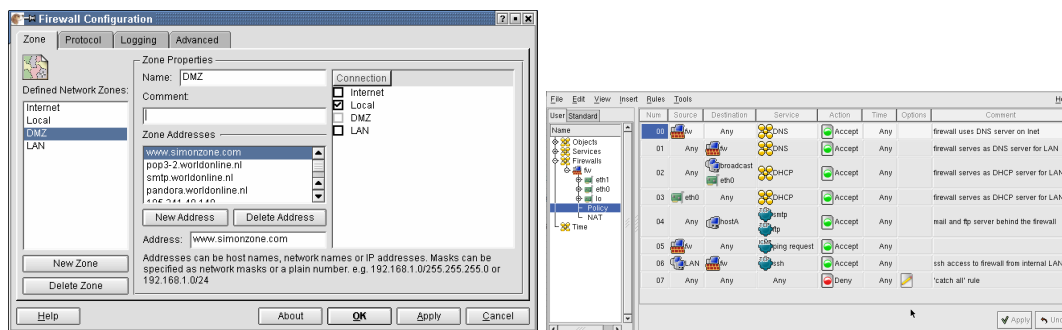 Firewall Configuration
Zone Protocol Logging Advanced
Defined Network Zones:
Internet
Local
DMZ
LAN
New Zone
Delete Zone
Zone Properties
Name: DMZ
Comment:
Zone Addresses
www.simonzone.com
pop3-2.worldonline.nl
smtp.worldonline.nl
pandora.worldonline.nl
New Address Delete Address
Address: www.simonzone.com
Connection
Internet
Local
DMZ
LAN
Addresses can be host names, network names or IP addresses. Masks can be
specified as network masks or a plain number. e.g. 192.168.1.0/255.255.255.0 or
192.168.1.0/24
Help About OK Apply Cancel
File Edit View Insert Rules Tools
User Standard
Name
Objects
Services
Firewalls
fw
eth1
eth0
lo
Policy
NAT
Time
Num Source Destination Service Action Time Options Comment
00 fw Any DNS Accept Any firewall uses DNS server on Inet
01 Any fw DNS Accept Any firewall serves as DNS server for LAN
02 Any broadcast eth0 DHCP Accept Any firewall serves as DHCP server for LAN
03 eth0 Any DHCP Accept Any firewall serves as DHCP server for LAN
04 Any hostA smtp ftp Accept Any mail and ftp server behind the firewall
05 fw Any ping request Accept Any
06 LAN fw ssh Accept Any ssh access to firewall from internal LAN
07 Any Any Any Deny Any 'catch all' rule
Apply